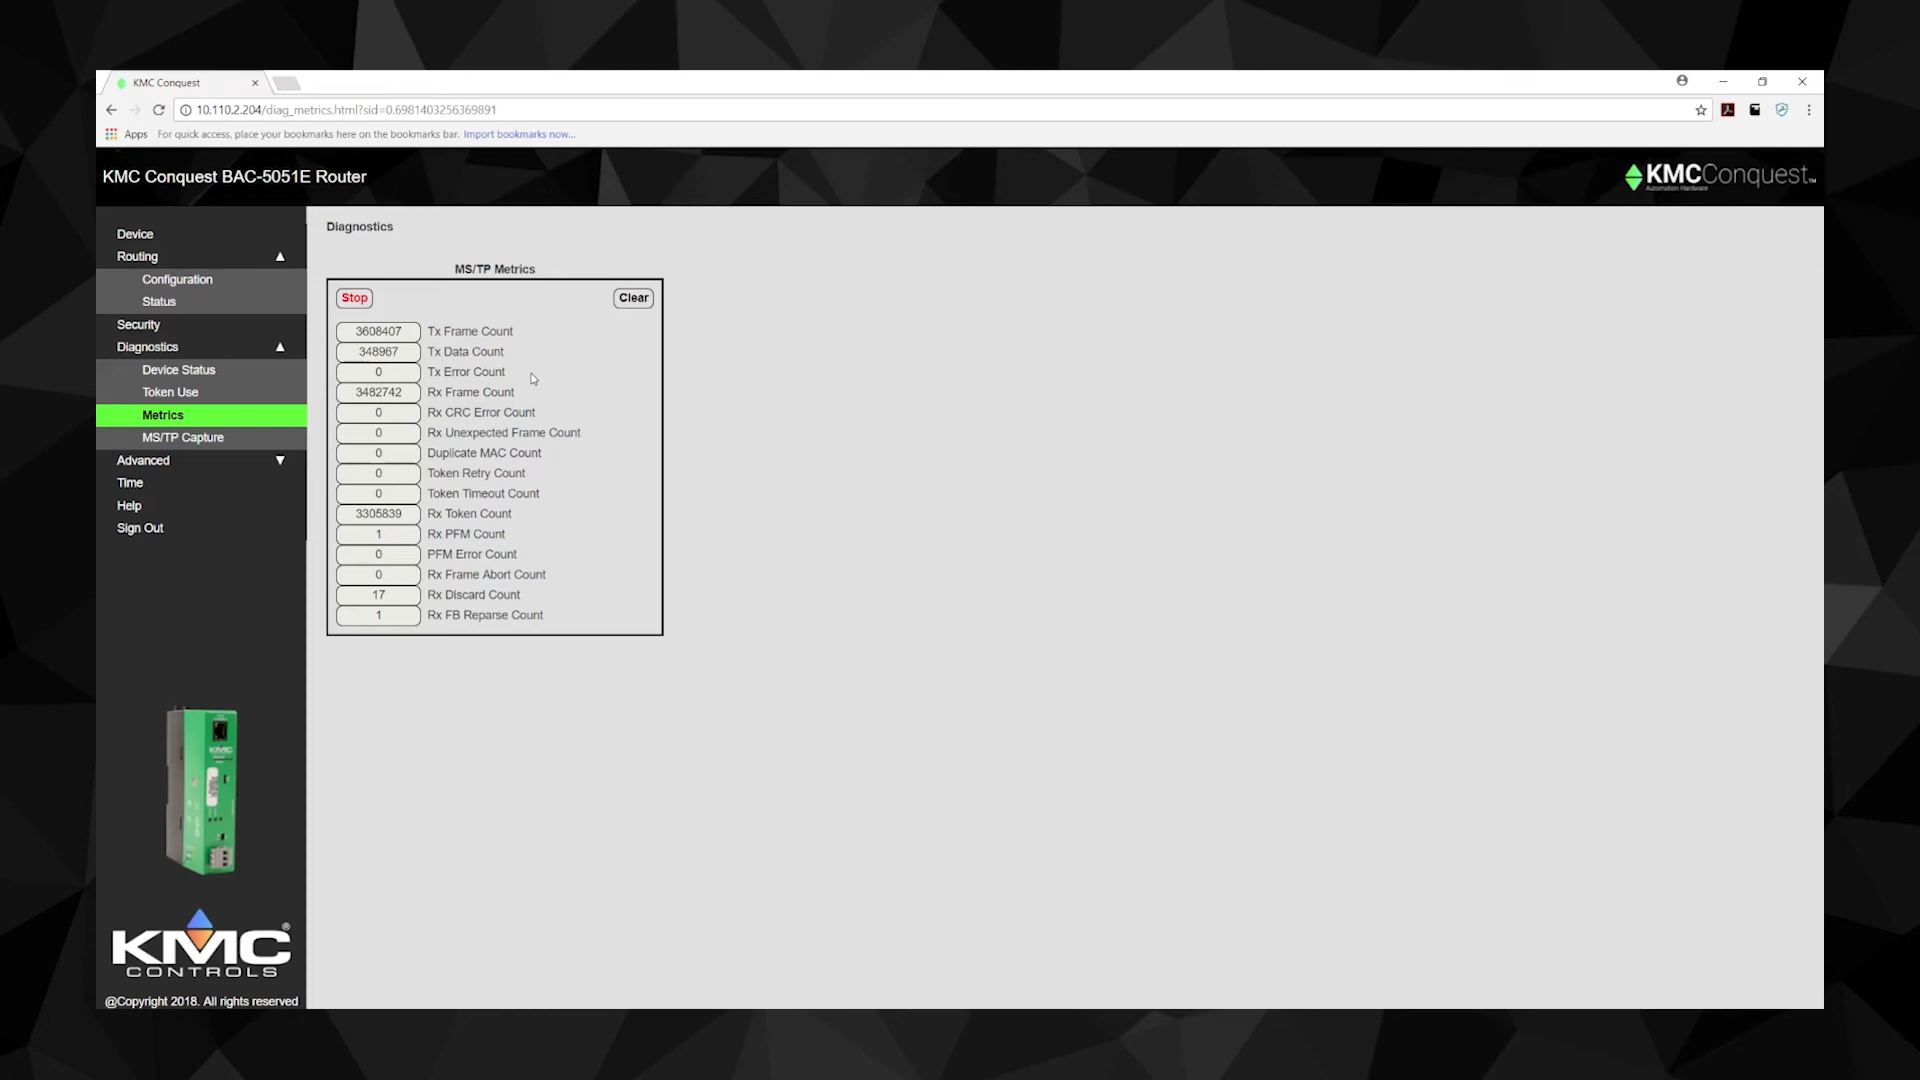 KMC Conquest
10.110.2.204/diag_metrics.html?sid=0.6981403256369891
Apps For quick access, place your bookmarks here on the bookmarks bar. Import bookmarks now...
KMC Conquest BAC-5051E Router
KMCConquest™
Automation Hardware
Device
Routing
Configuration
Status
Security
Diagnostics
Device Status
Token Use
Metrics
MS/TP Capture
Advanced
Time
Help
Sign Out
KMC
KMC®
CONTROLS
@Copyright 2018. All rights reserved
Diagnostics
MS/TP Metrics
Stop Clear
3608407 Tx Frame Count
348967 Tx Data Count
0 Tx Error Count
3482742 Rx Frame Count
0 Rx CRC Error Count
0 Rx Unexpected Frame Count
0 Duplicate MAC Count
0 Token Retry Count
0 Token Timeout Count
3305839 Rx Token Count
1 Rx PFM Count
0 PFM Error Count
0 Rx Frame Abort Count
17 Rx Discard Count
1 Rx FB Reparse Count